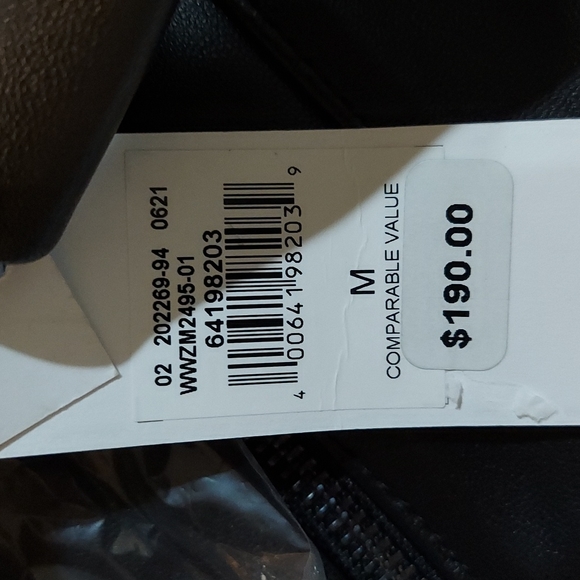 02 202269-94 0621
WWZM2495-01
64198203
4 00641 98203 9
M
COMPARABLE VALUE
$190.00